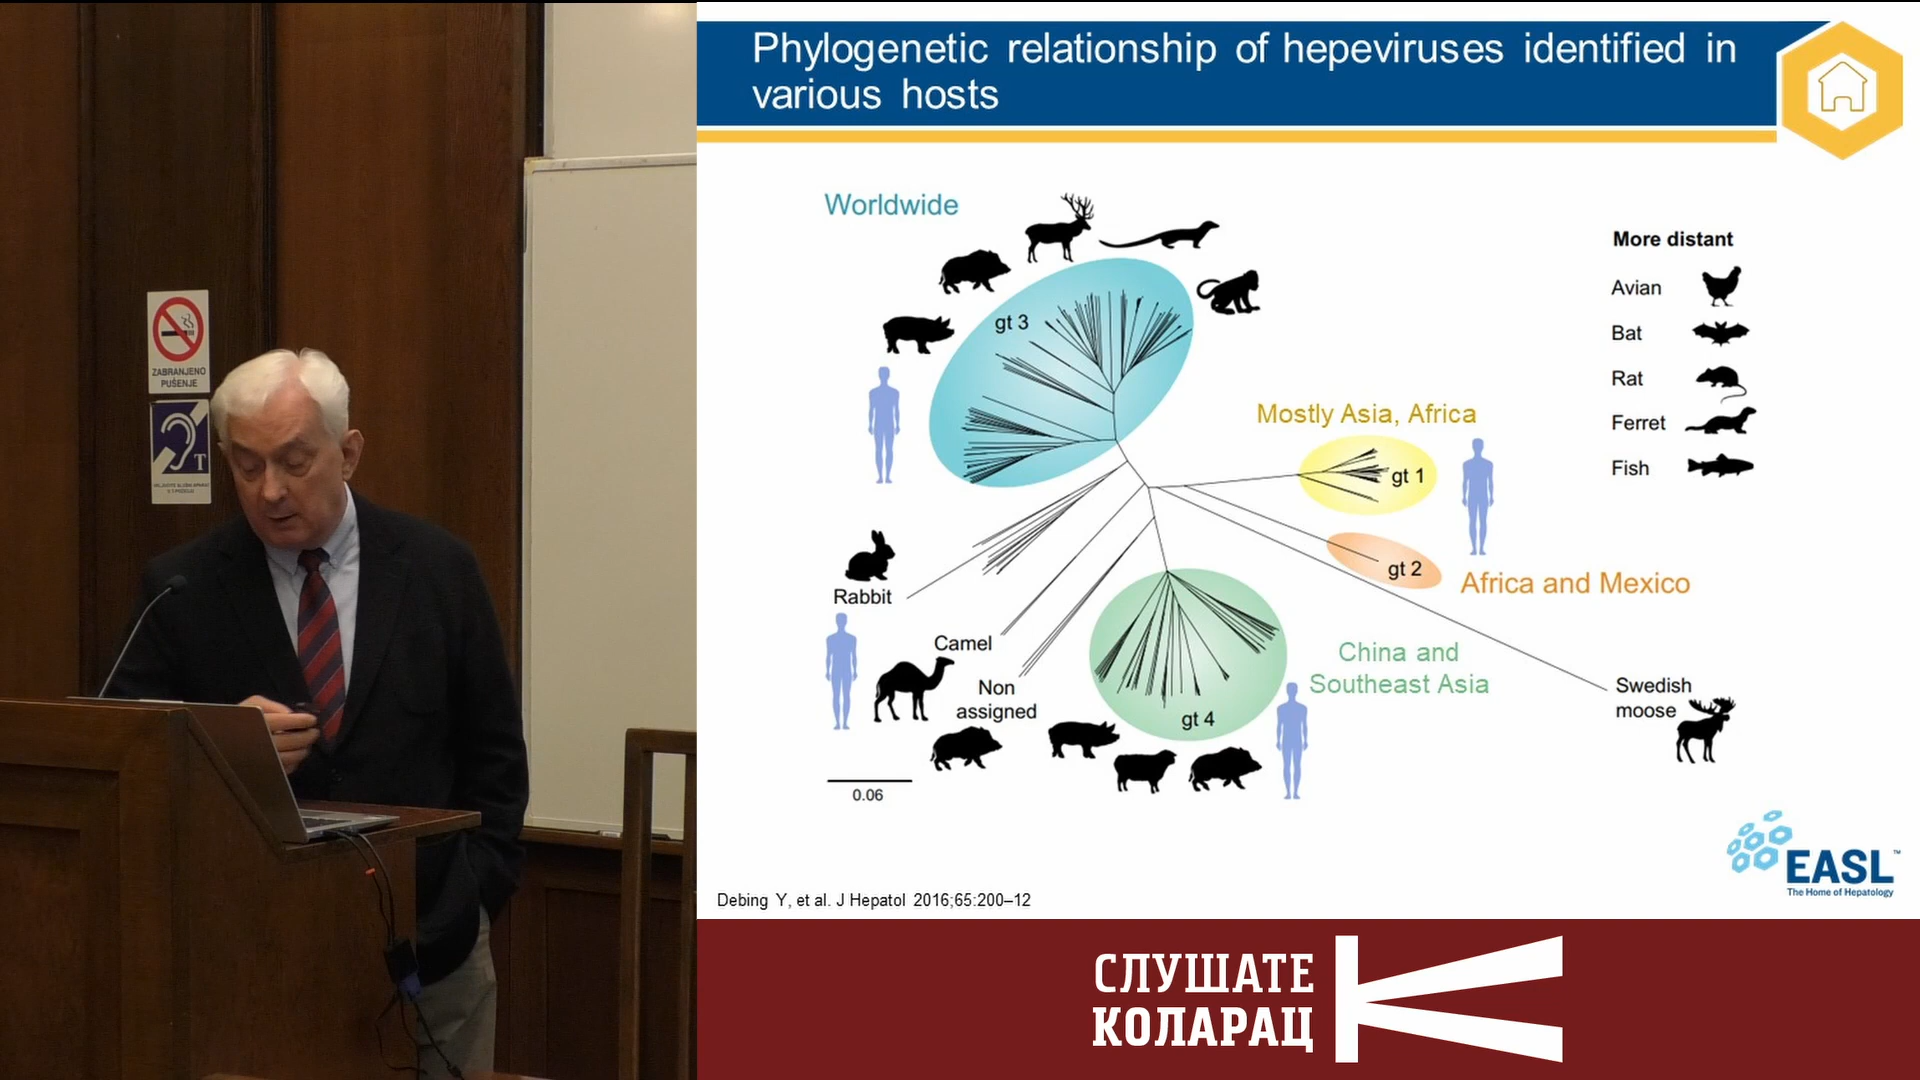 ZABRANJENO
PUŠENJE
T
Phylogenetic relationship of hepeviruses identified in
various hosts
Worldwide
gt 3
More distant
Avian
Bat
Rat
Ferret
Fish
Mostly Asia, Africa
gt 1
gt 2
Africa and Mexico
Rabbit
Camel
Non
assigned
China and
Southeast Asia
gt 4
Swedish
moose
0.06
EASL™
The Home of Hepatology
Debing Y, et al. J Hepatol 2016;65:200–12
СЛУШАТЕ
КОЛАРАЦ